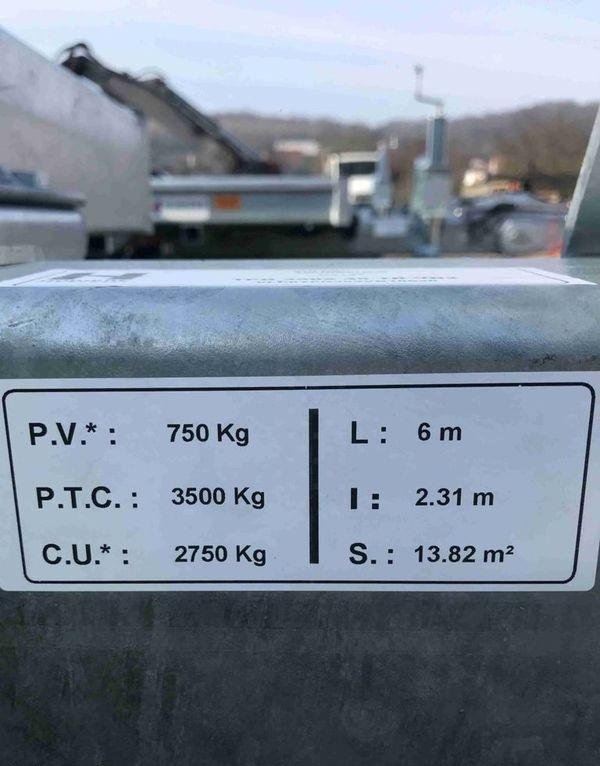 P.V.* : 750 Kg
P.T.C. : 3500 Kg
C.U.* : 2750 Kg
L : 6 m
l : 2.31 m
S. : 13.82 m²